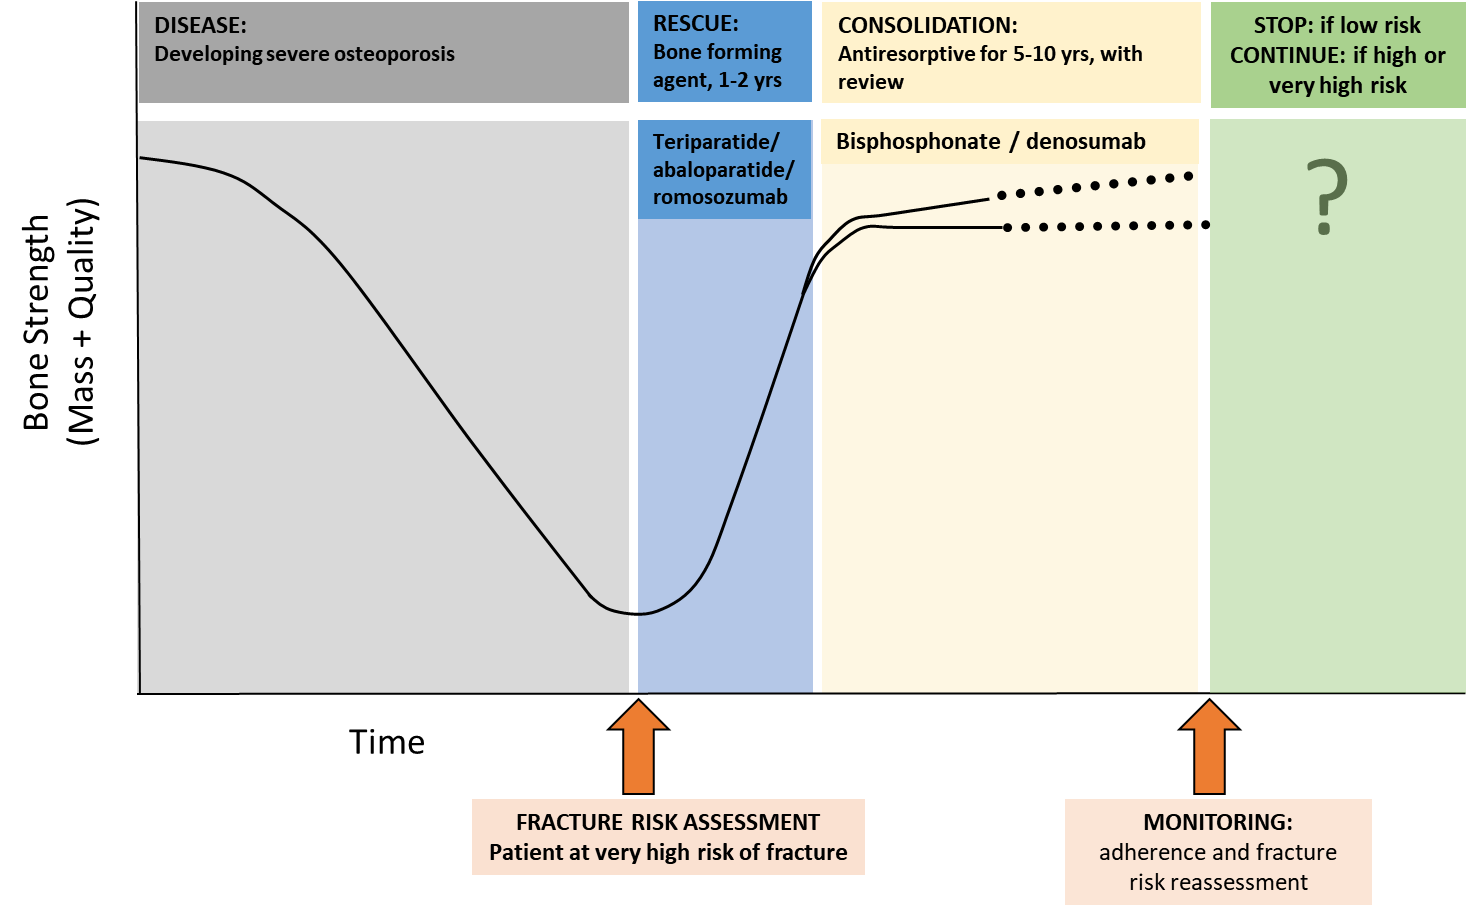 DISEASE:
Developing severe osteoporosis
RESCUE:
Bone forming
agent, 1-2 yrs
CONSOLIDATION:
Antiresorptive for 5-10 yrs, with
review
STOP: if low risk
CONTINUE: if high or
very high risk
Teriparatide/
abaloparatide/
romosozumab
Bisphosphonate / denosumab
?
Bone Strength
(Mass + Quality)
Time
FRACTURE RISK ASSESSMENT
Patient at very high risk of fracture
MONITORING:
adherence and fracture
risk reassessment